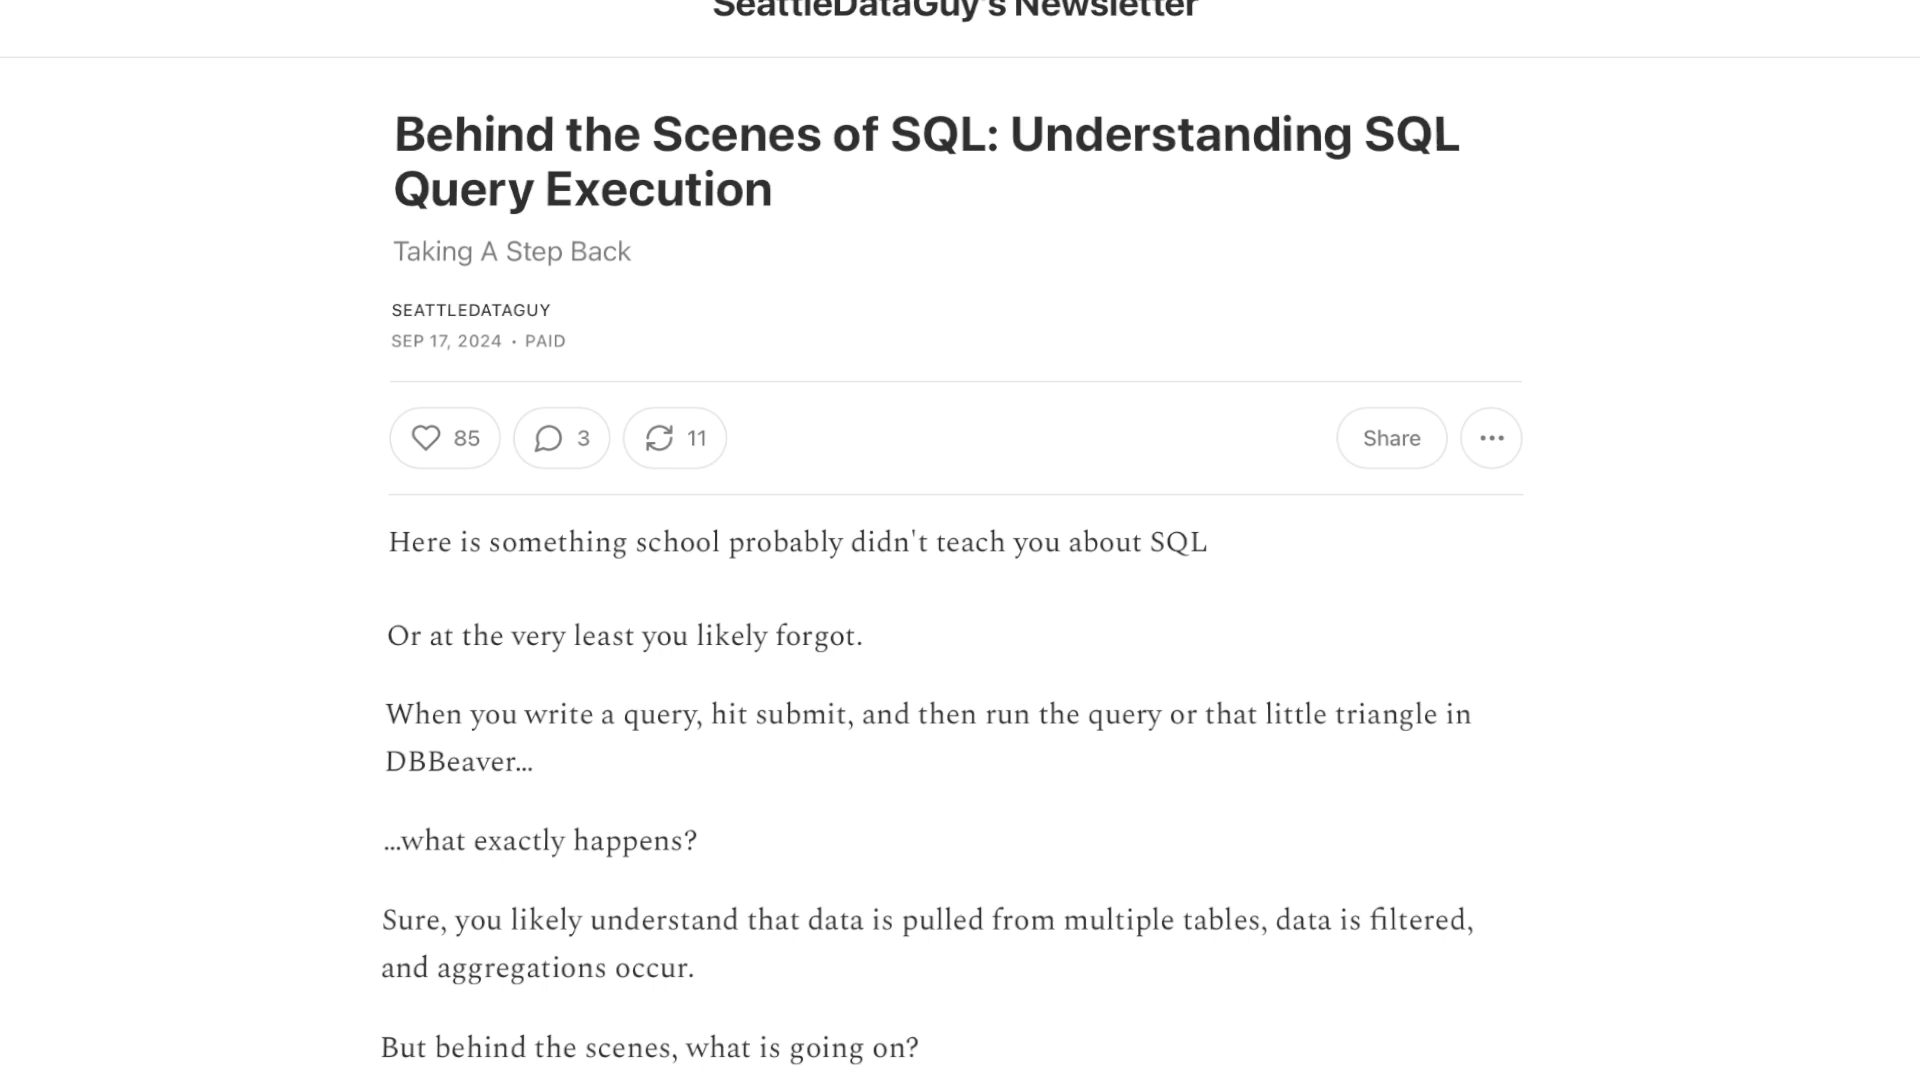 SeattleDataGuy's Newsletter
Behind the Scenes of SQL: Understanding SQL
Query Execution
Taking A Step Back
SEATTLEDATAGUY
SEP 17, 2024 · PAID
85
3
11
Share
Here is something school probably didn't teach you about SQL
Or at the very least you likely forgot.
When you write a query, hit submit, and then run the query or that little triangle in
DBBeaver…
…what exactly happens?
Sure, you likely understand that data is pulled from multiple tables, data is filtered,
and aggregations occur.
But behind the scenes, what is going on?